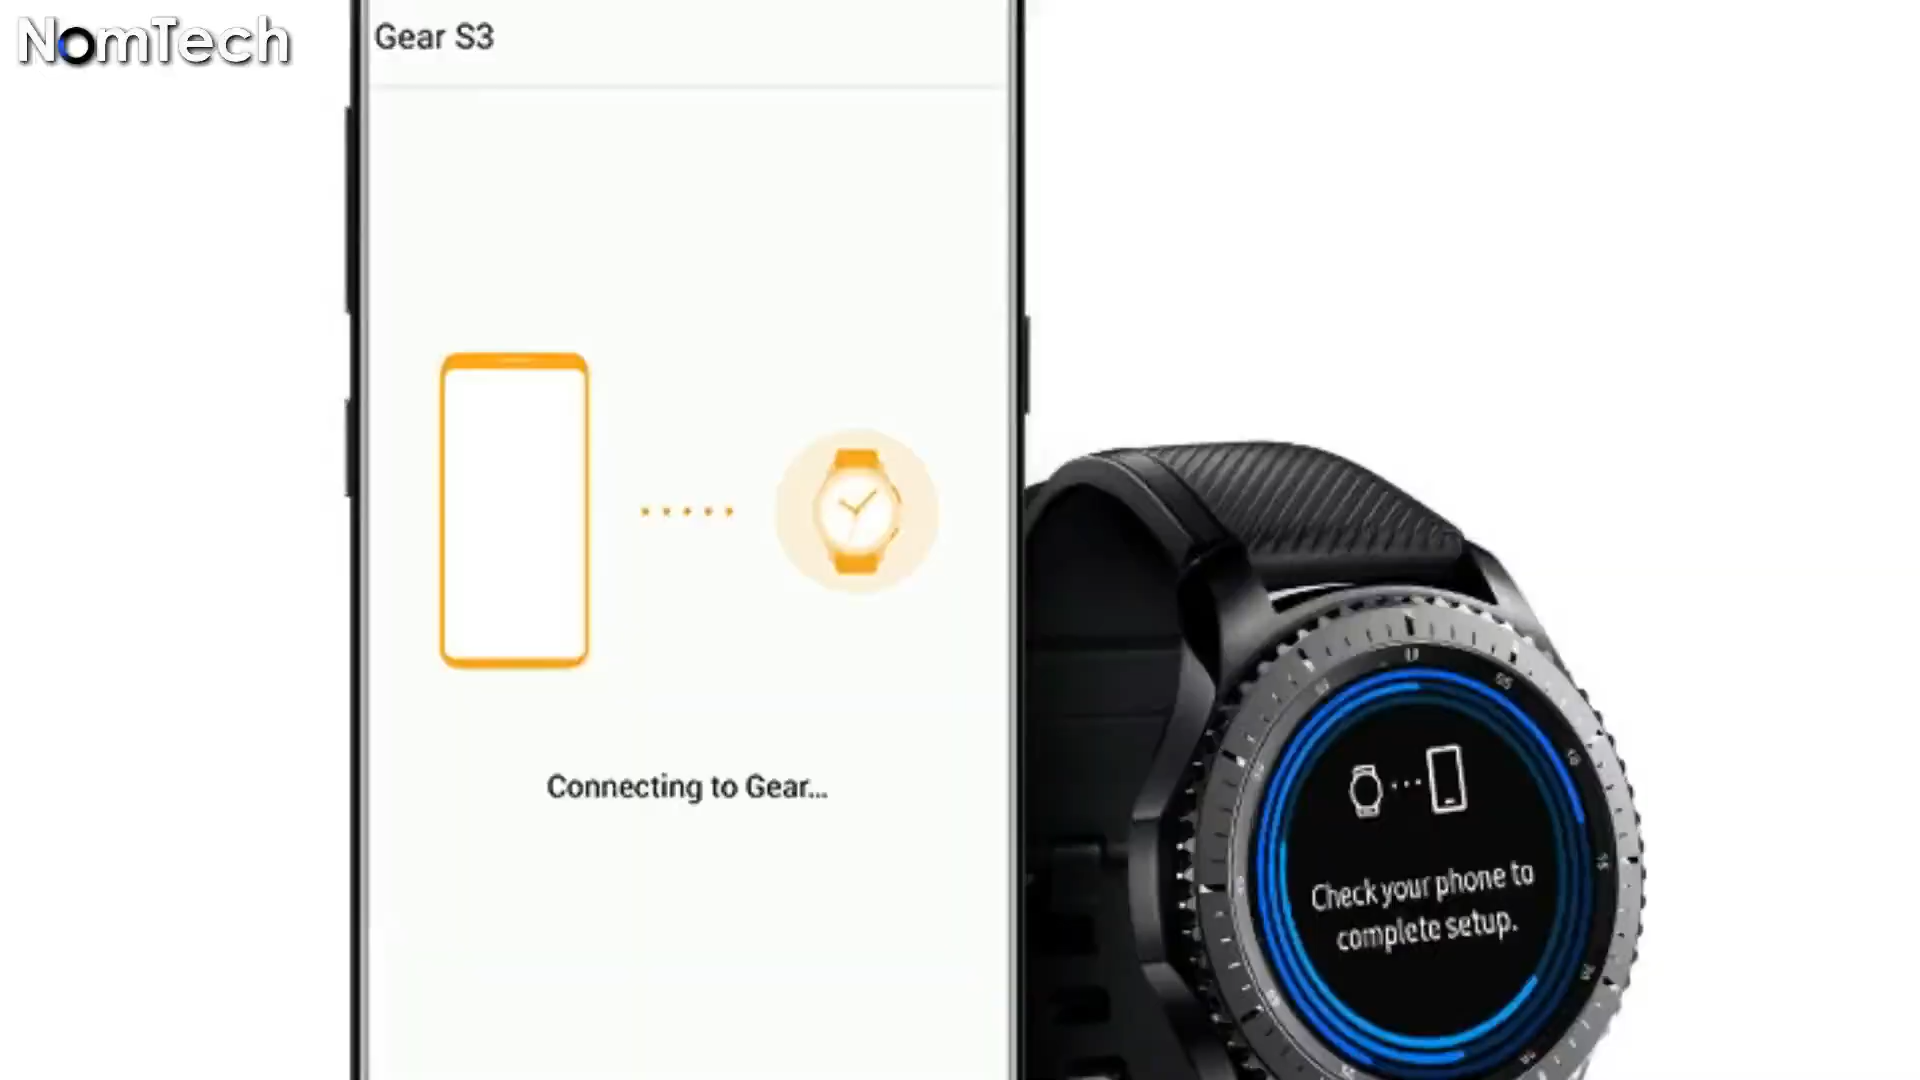 NomTech
Gear S3
Connecting to Gear...
Check your phone to
complete setup.